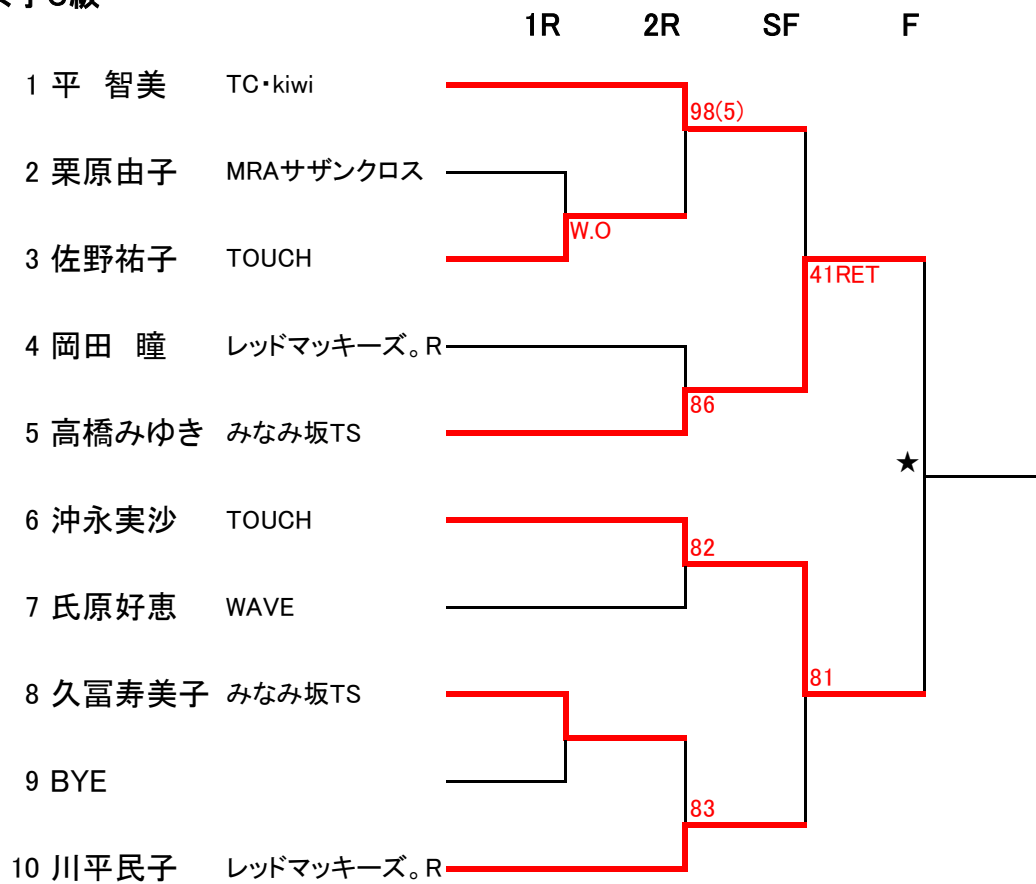 1R 2R SF F
1 平 智美 TC・kiwi
98(5)
2 栗原由子 MRAサザンクロス
W.O
3 佐野祐子 TOUCH
41RET
4 岡田 瞳 レッドマッキーズ。R
86
5 高橋みゆき みなみ坂TS
★
6 沖永実沙 TOUCH
82
7 氏原好恵 WAVE
81
8 久冨寿美子 みなみ坂TS
9 BYE
83
10 川平民子 レッドマッキーズ。R